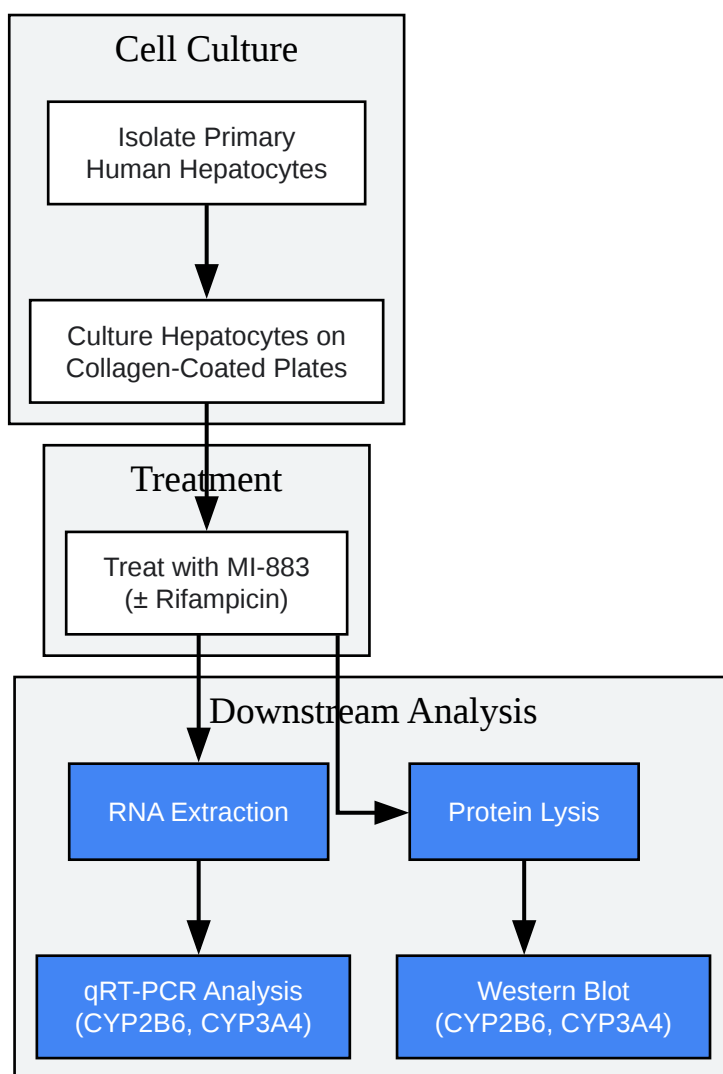 Cell Culture
Isolate Primary
Human Hepatocytes
Culture Hepatocytes on
Collagen-Coated Plates
Treatment
Treat with MI-883
(± Rifampicin)
Downstream Analysis
RNA Extraction
Protein Lysis
qRT-PCR Analysis
(CYP2B6, CYP3A4)
Western Blot
(CYP2B6, CYP3A4)